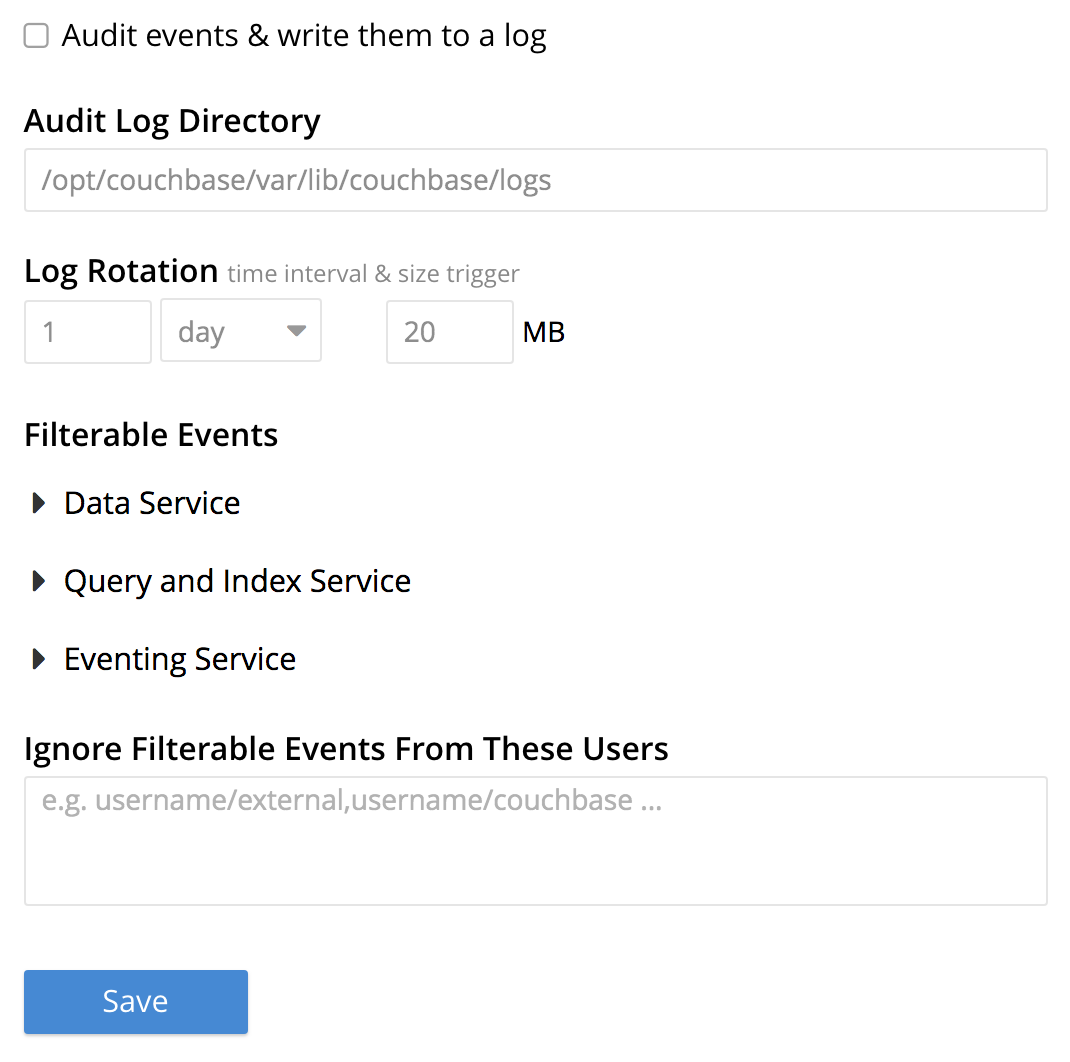 Audit events & write them to a log
Audit Log Directory
/opt/couchbase/var/lib/couchbase/logs
Log Rotation time interval & size trigger
1 day 20 MB
Filterable Events
Data Service
Query and Index Service
Eventing Service
Ignore Filterable Events From These Users
e.g. username/external,username/couchbase ...
Save